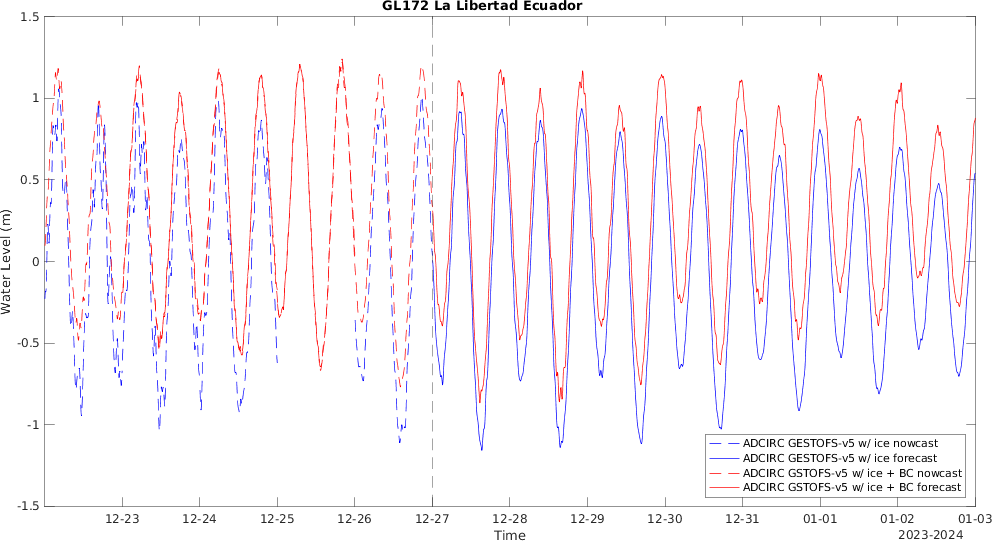 GL172 La Libertad Ecuador
1.5
1
0.5
0
-0.5
-1
-1.5
Water Level (m)
12-23 12-24 12-25 12-26 12-27 12-28 12-29 12-30 12-31 01-01 01-02 01-03
Time
2023-2024
ADCIRC GESTOFS-v5 w/ ice nowcast
ADCIRC GESTOFS-v5 w/ ice forecast
ADCIRC GSTOFS-v5 w/ ice + BC nowcast
ADCIRC GSTOFS-v5 w/ ice + BC forecast